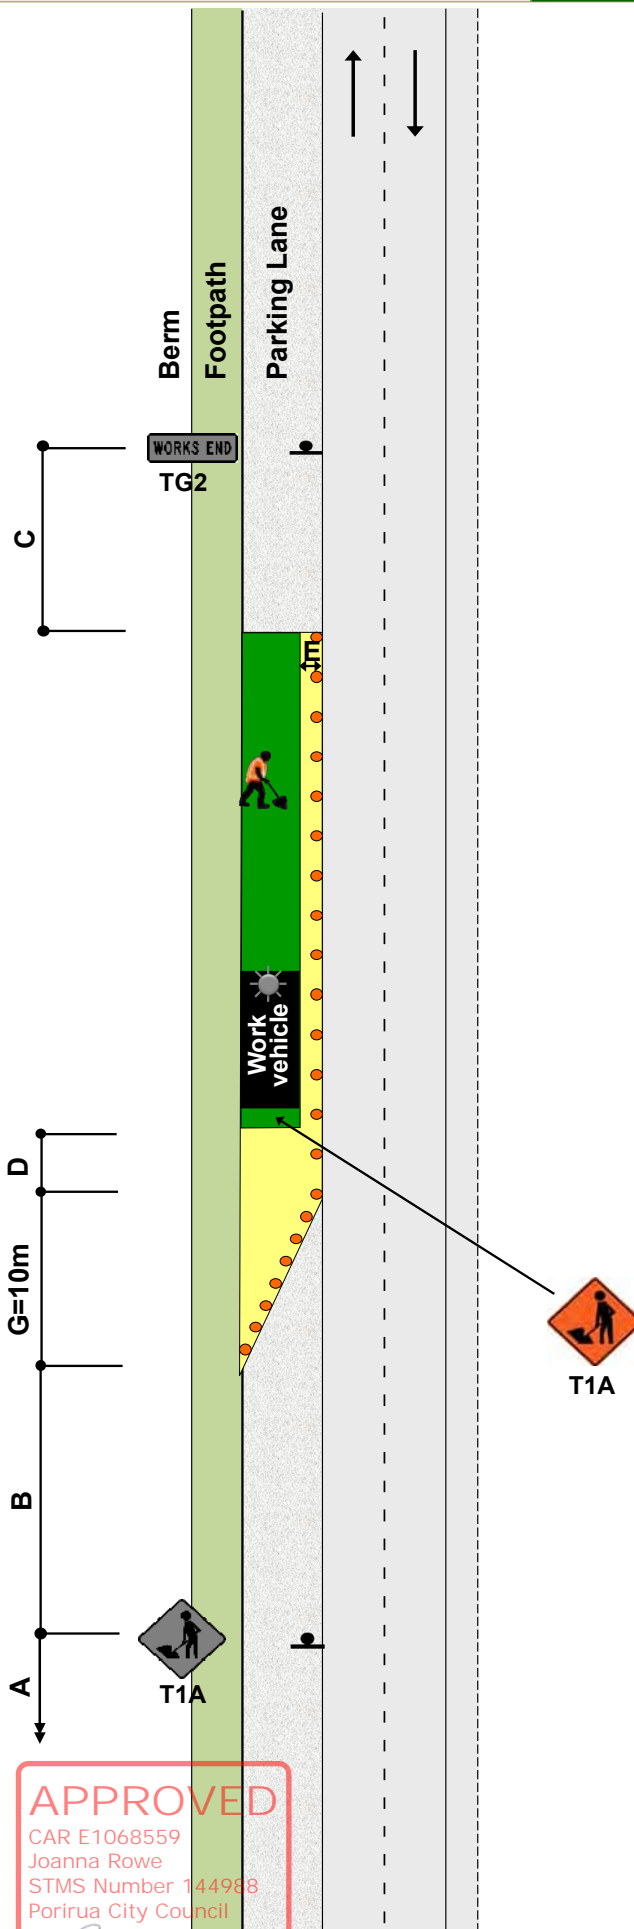 Berm
Footpath
Parking Lane
WORKS END
TG2
C
E
Work
vehicle
D
G=10m
T1A
B
T1A
A
APPROVED
CAR E1068559
Joanna Rowe
STMS Number 144988
Porirua City Council